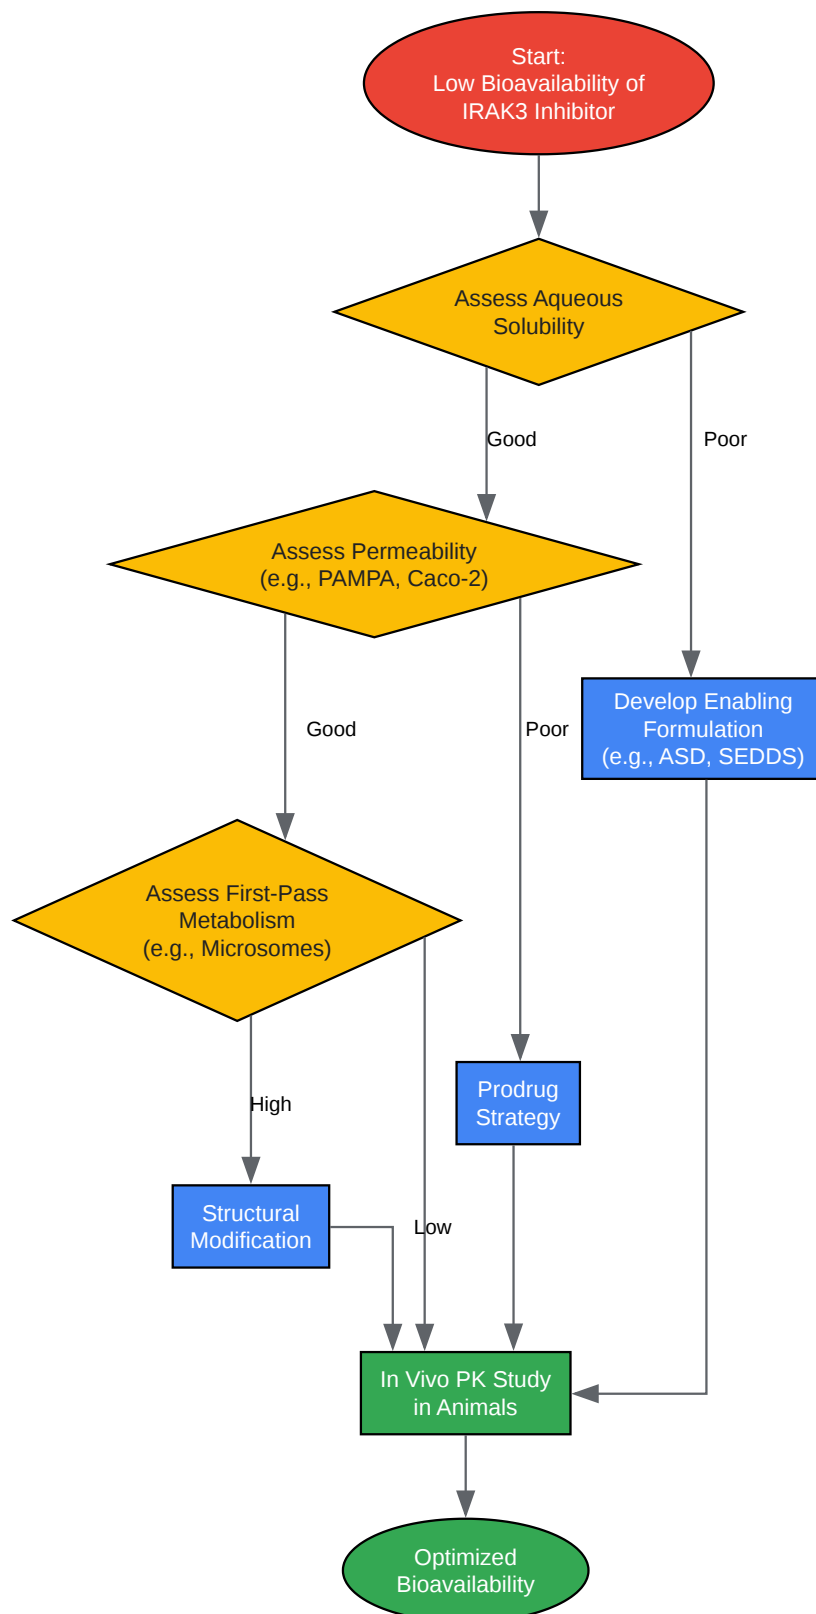 Start:
Low Bioavailability of
IRAK3 Inhibitor
Assess Aqueous
Solubility
Good
Poor
Assess Permeability
(e.g., PAMPA, Caco-2)
Good
Poor
Develop Enabling
Formulation
(e.g., ASD, SEDDS)
Assess First-Pass
Metabolism
(e.g., Microsomes)
High
Prodrug
Strategy
Structural
Modification
Low
In Vivo PK Study
in Animals
Optimized
Bioavailability